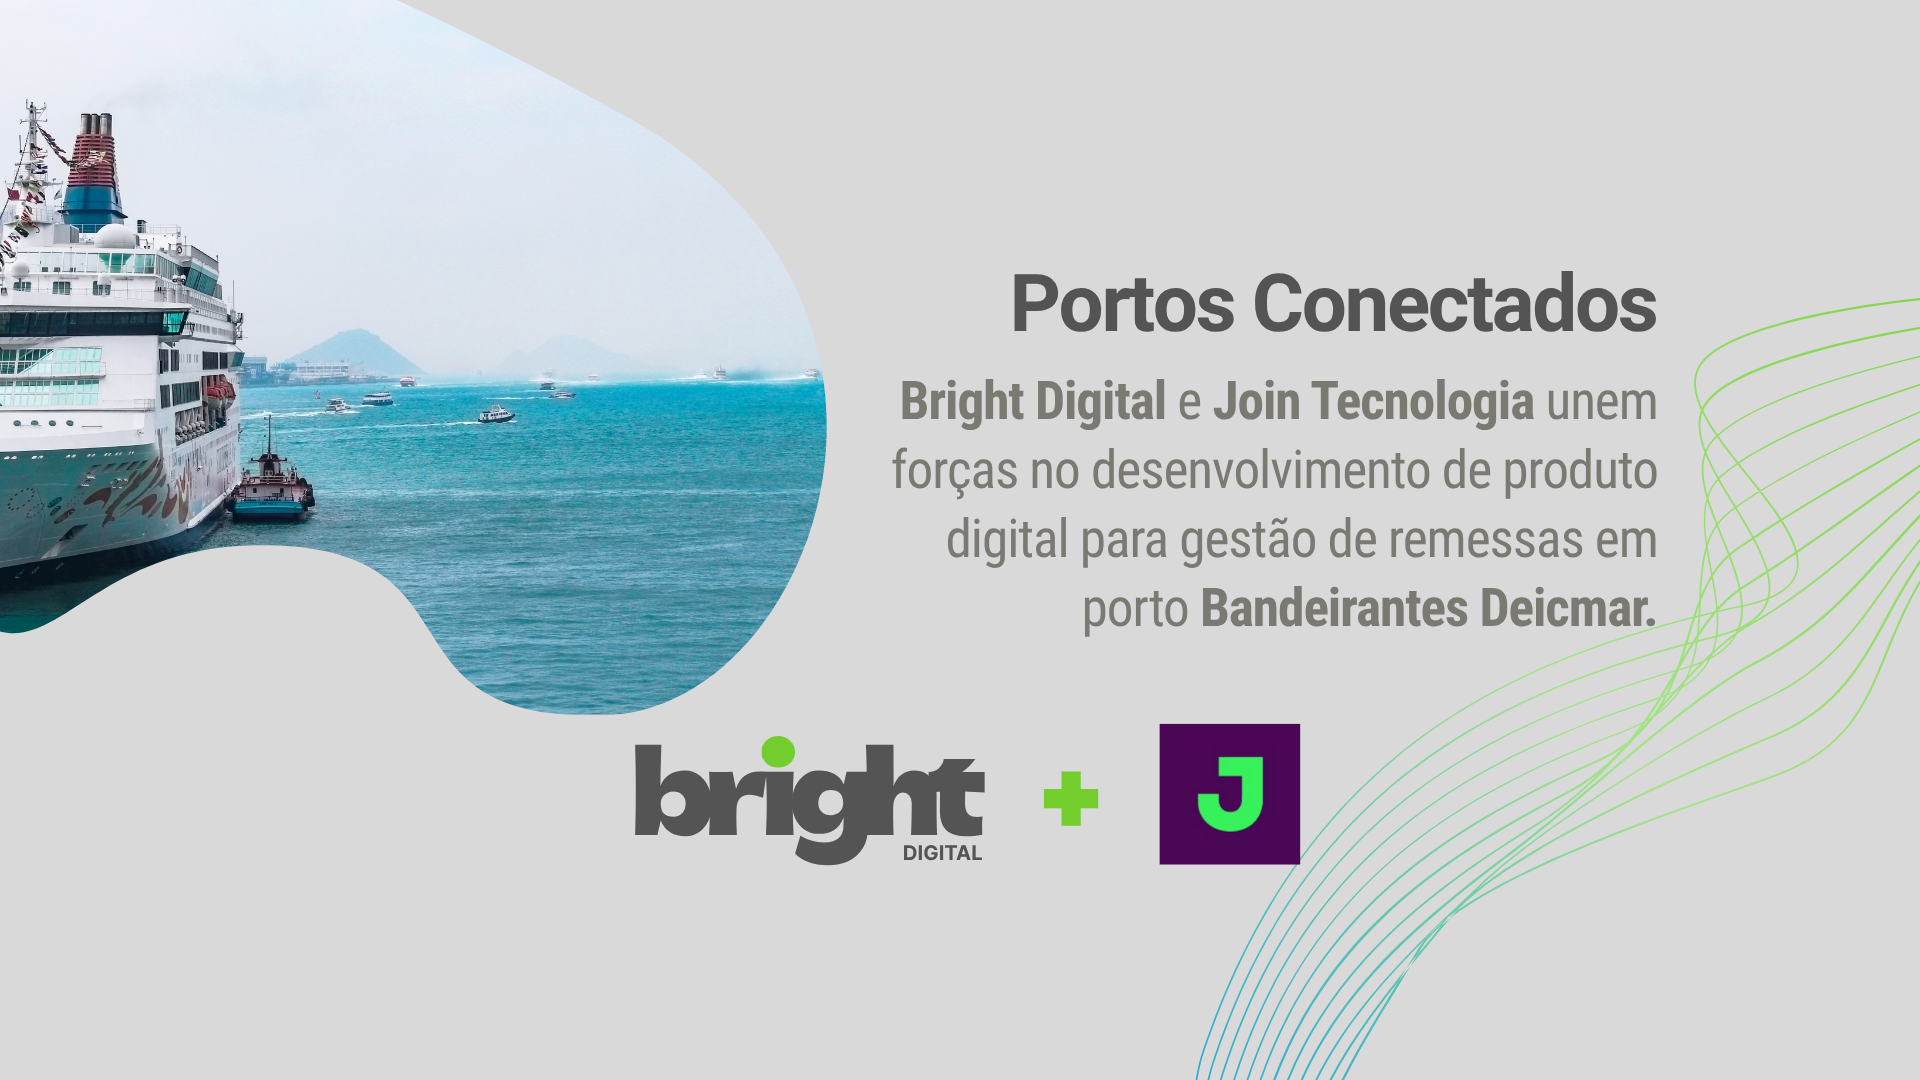 Portos Conectados
Bright Digital e Join Tecnologia unem
forças no desenvolvimento de produto
digital para gestão de remessas em
porto Bandeirantes Deicmar.
bright
DIGITAL
+
J